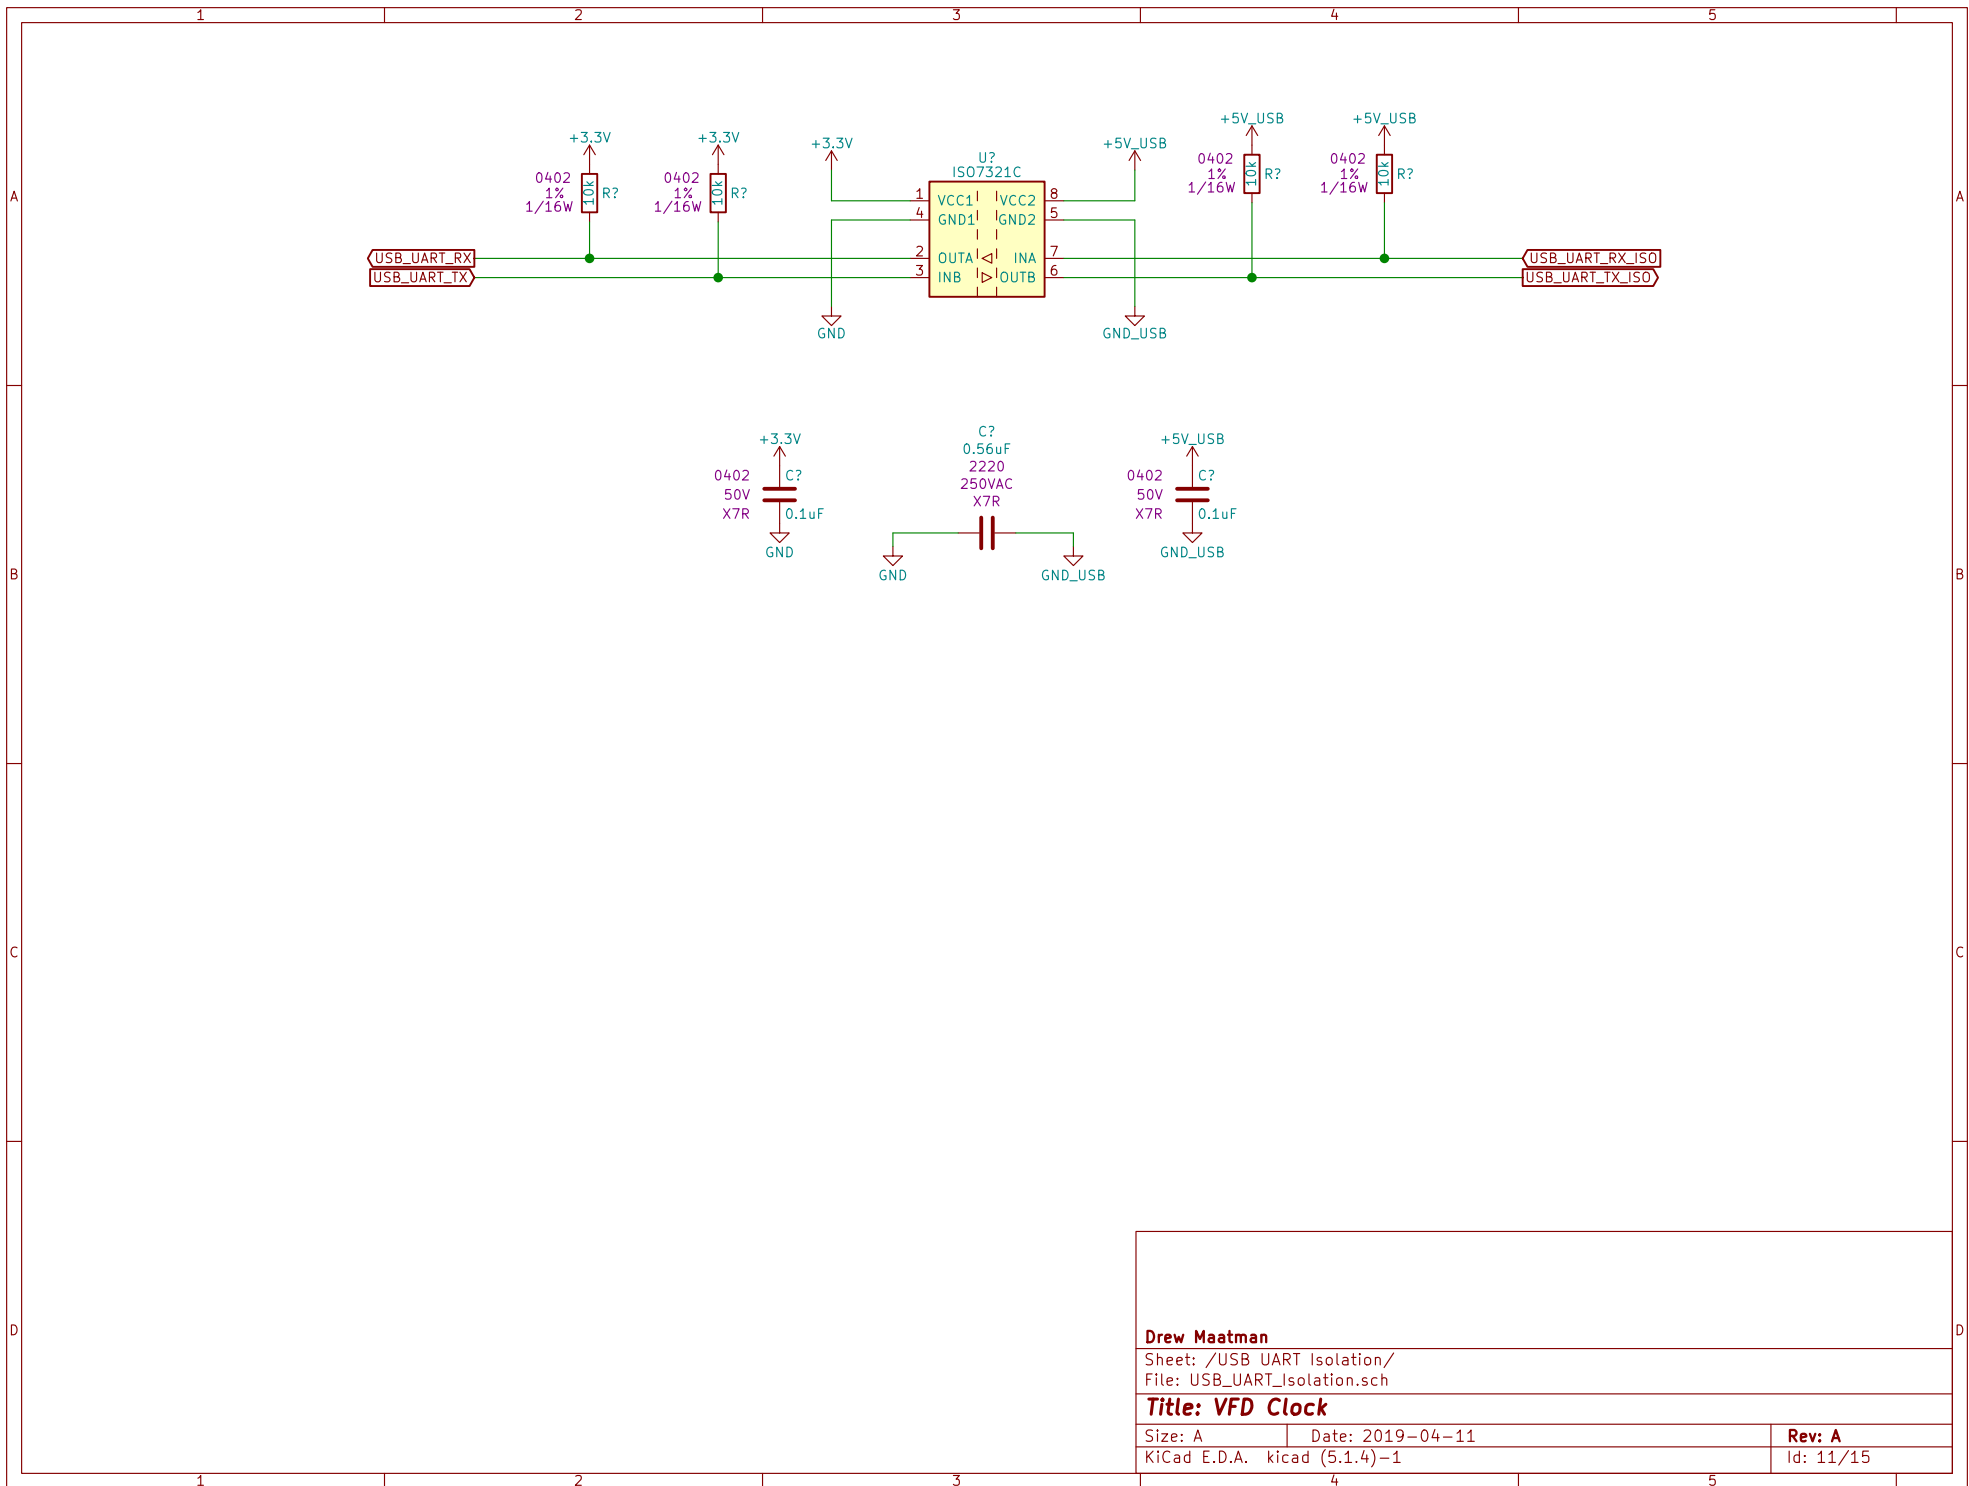 1 2 3 4 5
A A
B B
C C
D D
+3.3V
0402
1%
1/16W
10k
R?
+3.3V
0402
1%
1/16W
10k
R?
+3.3V
U?
ISO7321C
1 VCC1
4 GND1
2 OUTA
3 INB
VCC2 8
GND2 5
INA 7
OUTB 6
+5V_USB
+5V_USB
0402
1%
1/16W
10k
R?
+5V_USB
0402
1%
1/16W
10k
R?
USB_UART_RX
USB_UART_TX
USB_UART_RX_ISO
USB_UART_TX_ISO
GND
GND_USB
+3.3V
0402
50V
X7R
C?
0.1uF
GND
C?
0.56uF
2220
250VAC
X7R
GND
GND_USB
+5V_USB
0402
50V
X7R
C?
0.1uF
GND_USB
Drew Maatman
Sheet: /USB UART Isolation/
File: USB_UART_Isolation.sch
Title: VFD Clock
Size: A Date: 2019-04-11 Rev: A
KiCad E.D.A. kicad (5.1.4)-1 Id: 11/15
1 2 3 4 5